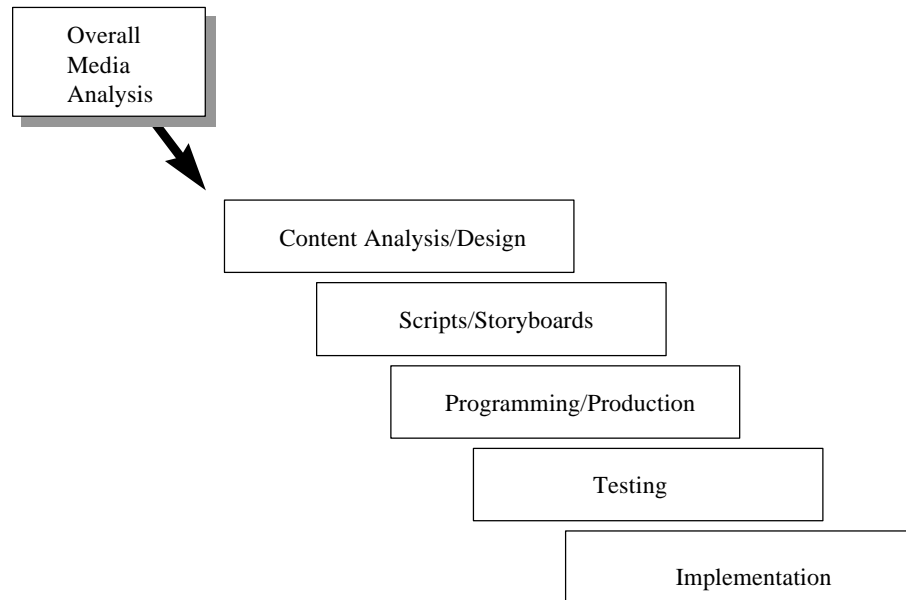 Overall
Media
Analysis
Content Analysis/Design
Scripts/Storyboards
Programming/Production
Testing
Implementation